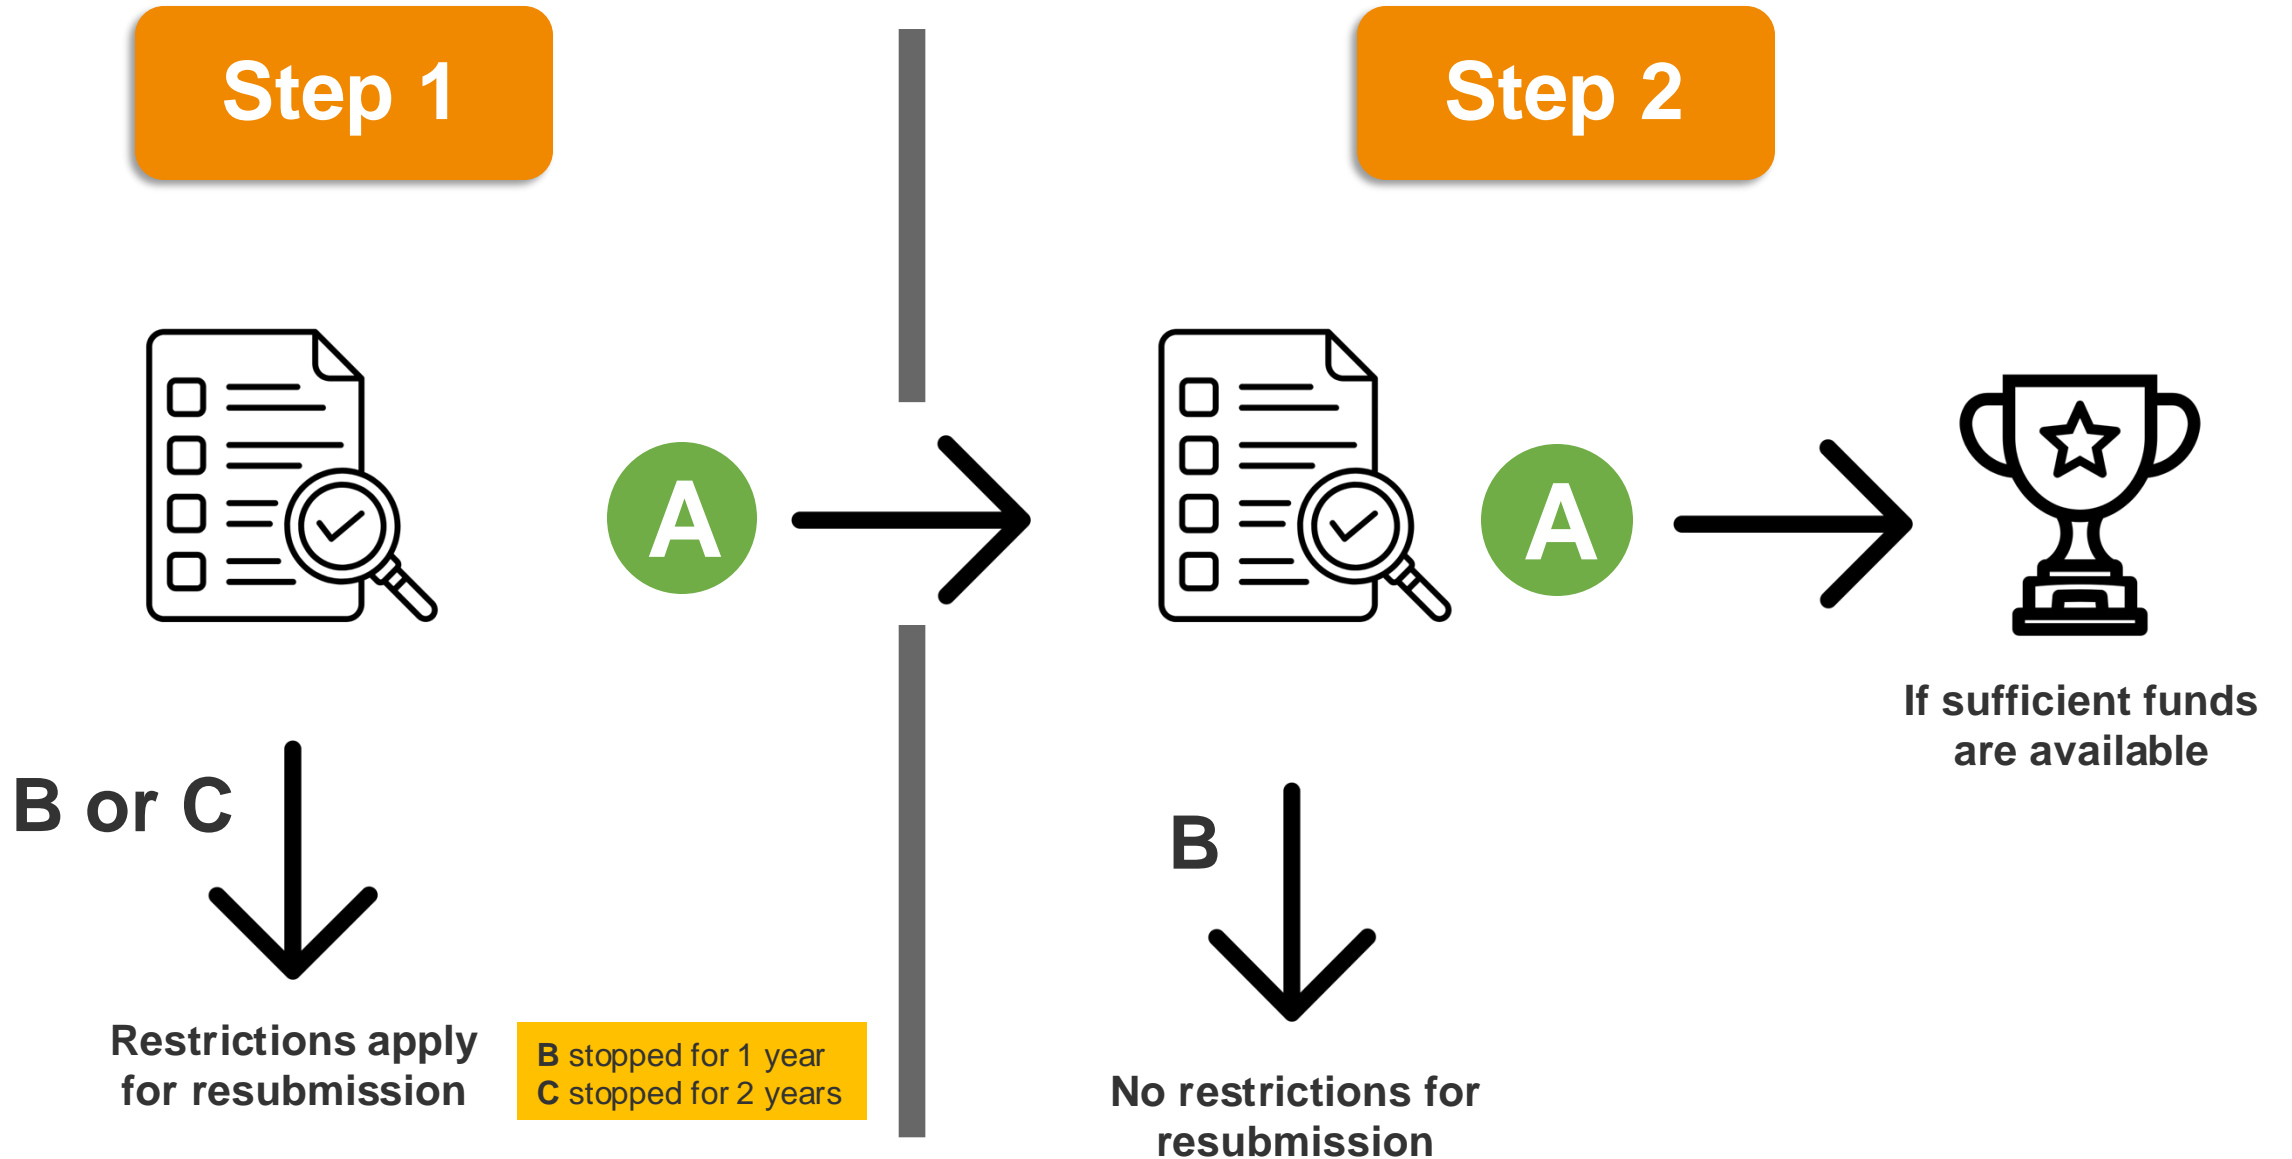 Step 1
Step 2
A
A
If sufficient funds
are available
B or C
B
Restrictions apply
for resubmission
B stopped for 1 year
C stopped for 2 years
No restrictions for
resubmission